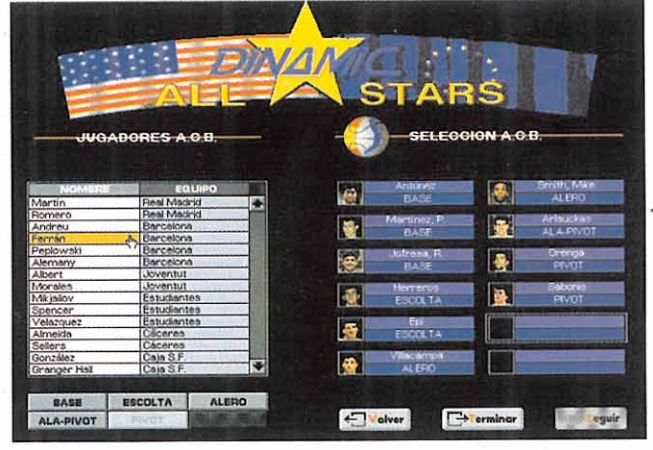 DINAMIC
ALL STARS
JUGADORES A.C.B.
SELECCION A.C.B.
NOMBRE EQUIPO
Martín Real Madrid
Romero Real Madrid
Andreu Barcelona
Ferrán Barcelona
Peplowski Barcelona
Alemany Barcelona
Albert Joventut
Morales Joventut
Mikjailov Estudiantes
Spencer Estudiantes
Velazquez Estudiantes
Almeida Cáceres
Sellers Cáceres
González Caja S.F.
Granger Hall Caja S.F.
BASE ESCOLTA ALERO
ALA-PIVOT PIVOT
Antúnez
BASE
Martínez, P.
BASE
Jofresa, R.
BASE
Herreros
ESCOLTA
Epi
ESCOLTA
Villacampa
ALERO
Smith, Mike
ALERO
Arlauckas
ALA-PIVOT
Orenga
PIVOT
Sabonis
PIVOT
Volver
Terminar
Seguir